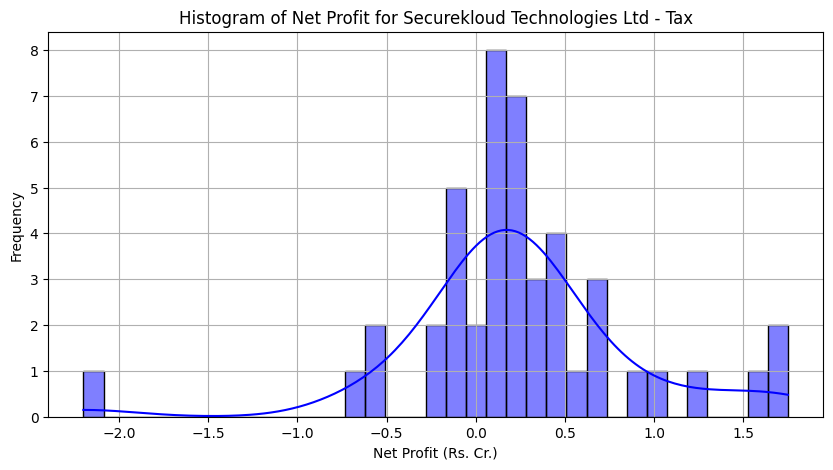 Histogram of Net Profit for Securekloud Technologies Ltd - Tax
8
7
6
5
4
3
2
1
0
Frequency
−2.0 −1.5 −1.0 −0.5 0.0 0.5 1.0 1.5
Net Profit (Rs. Cr.)